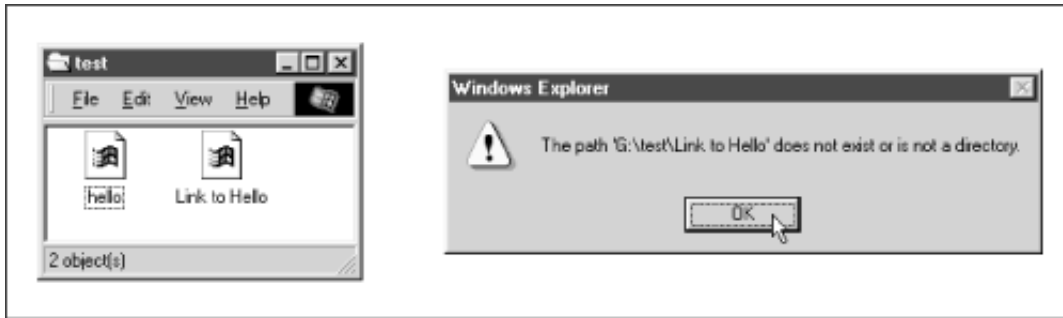 test
File Edit View Help
hello Link to Hello
2 object(s)
Windows Explorer
The path 'G:\test\Link to Hello' does not exist or is not a directory.
OK